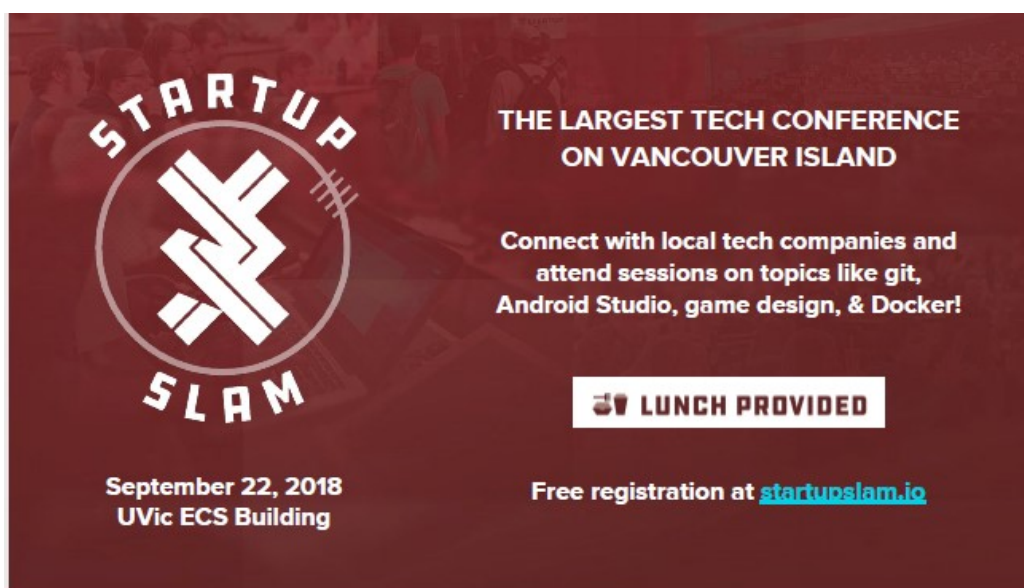 STARTUP
SLAM
September 22, 2018
UVic ECS Building
THE LARGEST TECH CONFERENCE
ON VANCOUVER ISLAND
Connect with local tech companies and
attend sessions on topics like git,
Android Studio, game design, & Docker!
LUNCH PROVIDED
Free registration at startupslam.io